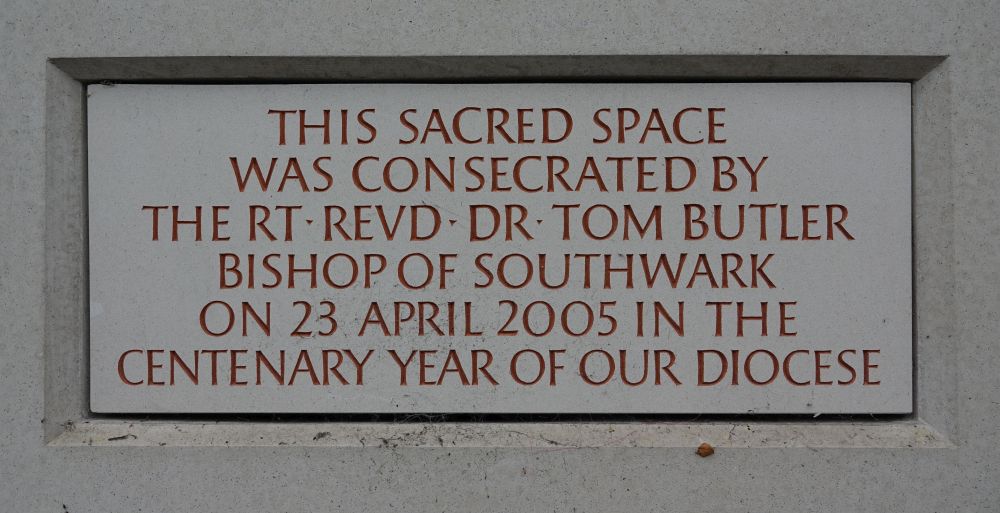 THIS SACRED SPACE
WAS CONSECRATED BY
THE RT· REVD · DR· TOM BUTLER
BISHOP OF SOUTHWARK
ON 23 APRIL 2005 IN THE
CENTENARY YEAR OF OUR DIOCESE